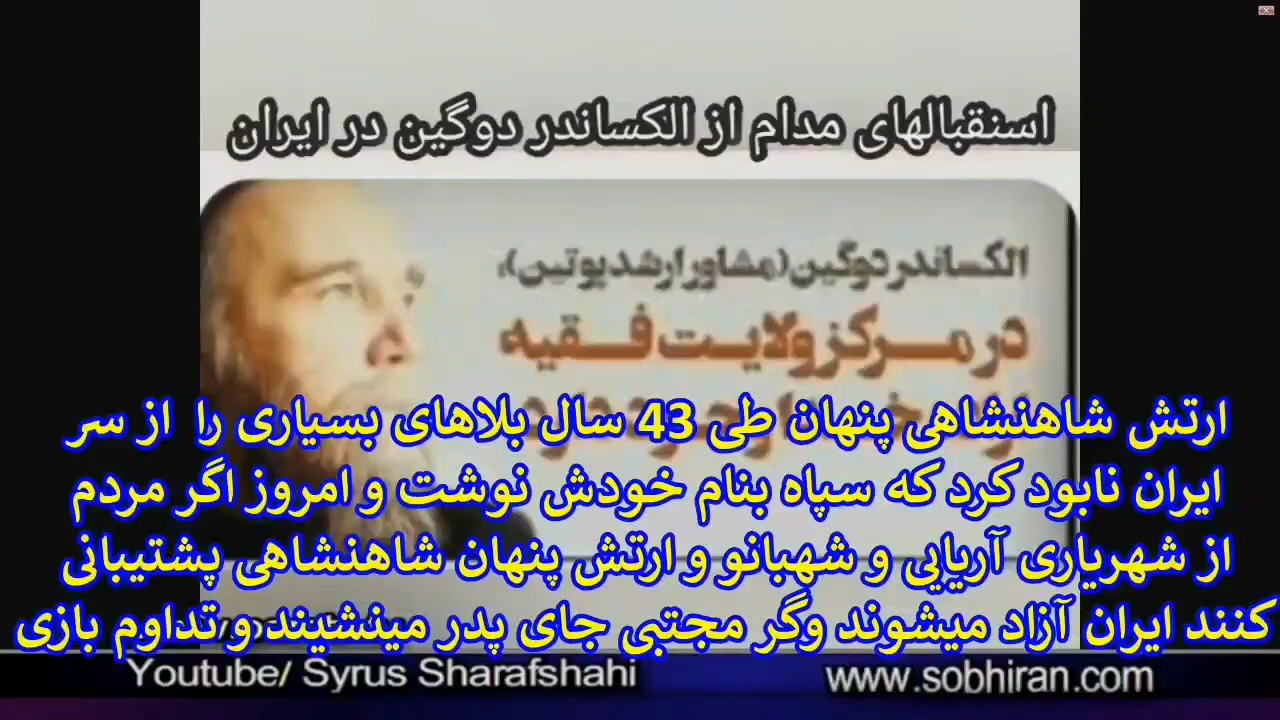 استقبالهای مدام از الکساندر دوگین در ایران
الکساندر دوگین (مشاور ارشد پوتین)،
در مرکز ولایت فقیه
ارتش شاهنشاهی پنهان طی 43 سال بلاهای بسیاری را از سر
ایران نابود کرد که سپاه بنام خودش نوشت و امروز اگر مردم
از شهریاری آریایی و شهبانو و ارتش پنهان شاهنشاهی پشتیبانی
کنند ایران آزاد میشوند وگر مجتبی جای پدر مینشیند و تداوم بازی
Youtube/ Syrus Sharafshahi
www.sobhiran.com